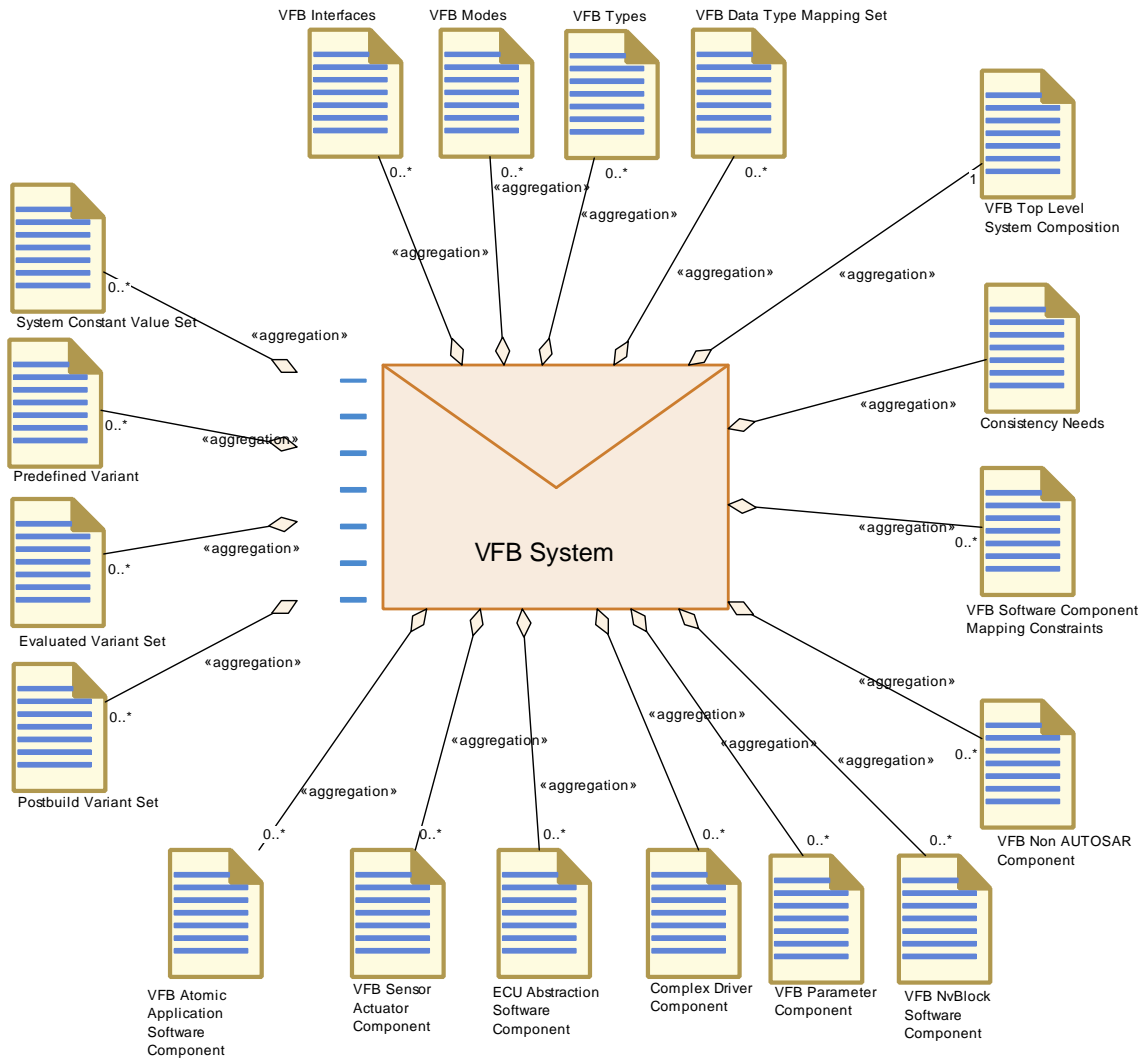 VFB Interfaces
VFB Modes
VFB Types
VFB Data Type Mapping Set
0..*
0..*
0..*
0..*
1
VFB Top Level
System Composition
«aggregation»
«aggregation»
«aggregation»
«aggregation»
«aggregation»
0..*
System Constant Value Set
«aggregation»
0..*
Predefined Variant
«aggregation»
0..*
Evaluated Variant Set
«aggregation»
0..*
Postbuild Variant Set
«aggregation»
VFB System
«aggregation»
Consistency Needs
«aggregation»
0..*
VFB Software Component
Mapping Constraints
«aggregation»
0..*
VFB Non AUTOSAR
Component
«aggregation»
«aggregation»
«aggregation»
«aggregation»
«aggregation»
«aggregation»
0..*
0..*
0..*
0..*
0..*
0..*
VFB Atomic
Application
Software
Component
VFB Sensor
Actuator
Component
ECU Abstraction
Software
Component
Complex Driver
Component
VFB Parameter
Component
VFB NvBlock
Software
Component